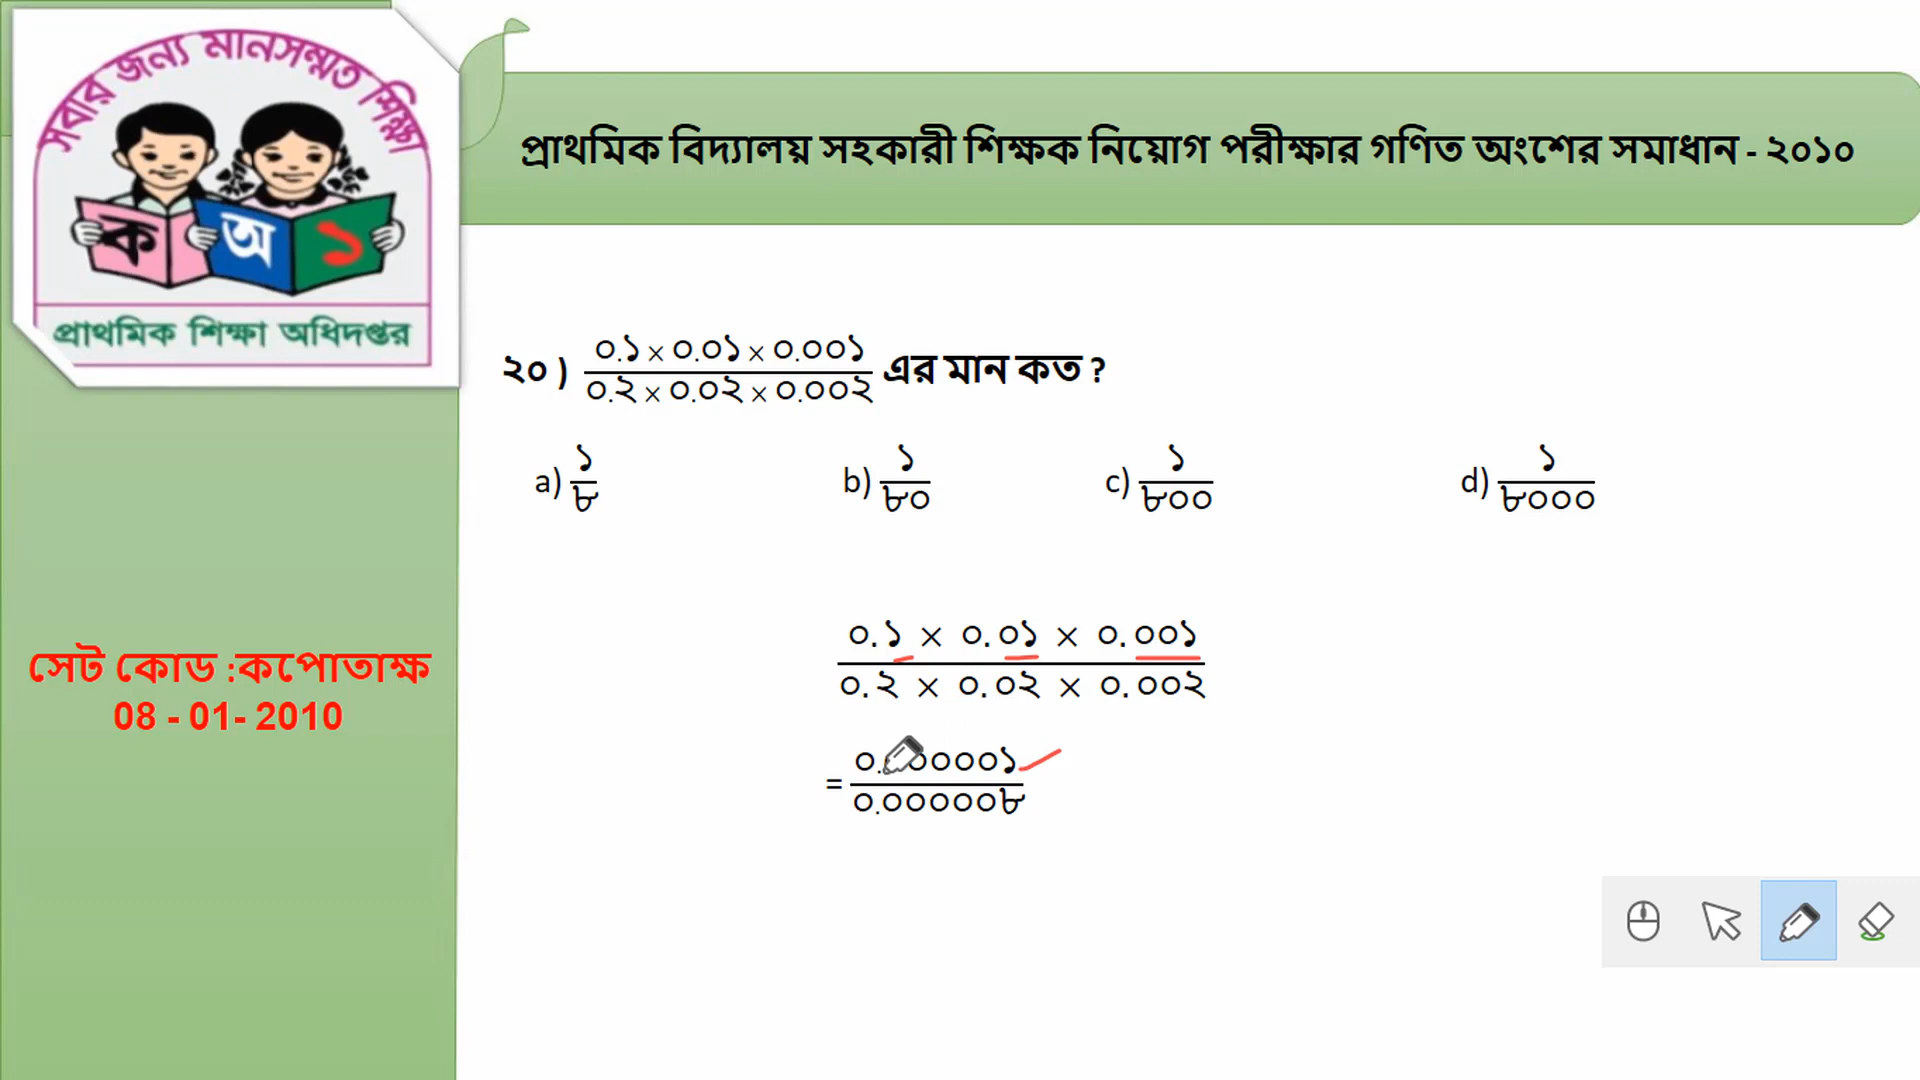 সবার জন্য মানসম্মত শিক্ষা
ক অ ১
প্রাথমিক শিক্ষা অধিদপ্তর
প্রাথমিক বিদ্যালয় সহকারী শিক্ষক নিয়োগ পরীক্ষার গণিত অংশের সমাধান - ২০১০
সেট কোড :কপোতাক্ষ
08 - 01- 2010
২০ ) ০.১ × ০.০১ × ০.০০১ / ০.২ × ০.০২ × ০.০০২ এর মান কত ?
a) ১/৮ b) ১/৮০ c) ১/৮০০ d) ১/৮০০০
০.১ × ০.০১ × ০.০০১
০.২ × ০.০২ × ০.০০২
= ০.০০০০০৮